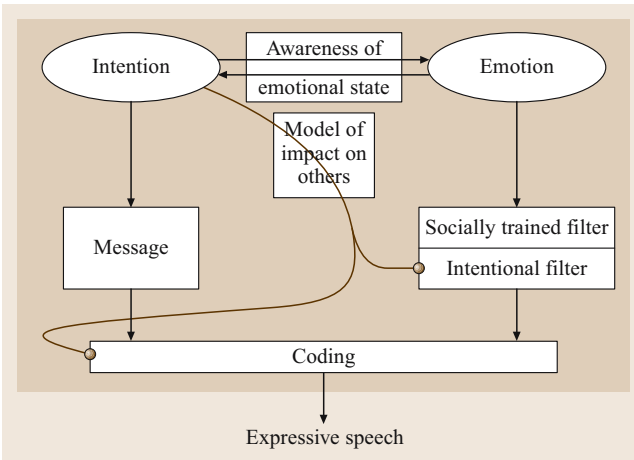 Intention
Awareness of
emotional state
Emotion
Model of
impact on
others
Message
Socially trained filter
Intentional filter
Coding
Expressive speech